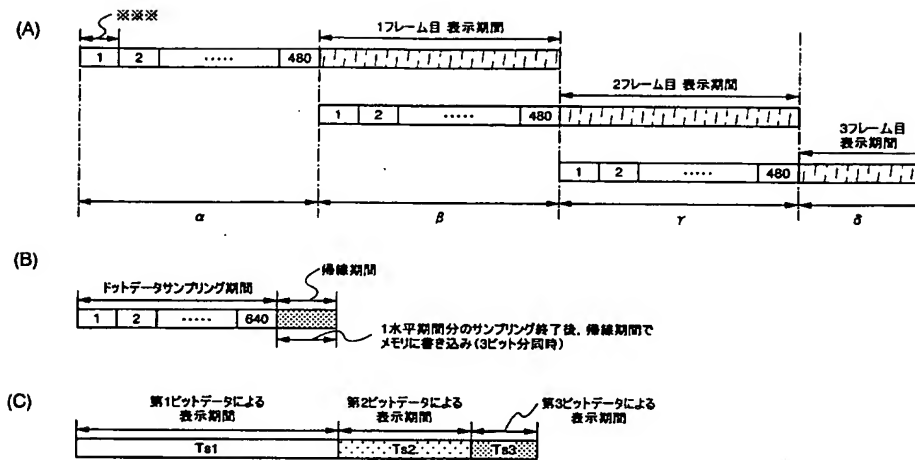 (A)
※※※
1フレーム目 表示期間
1 2 ‥‥‥ 480
2フレーム目 表示期間
1 2 ‥‥‥ 480
3フレーム目
表示期間
1 2 ‥‥‥ 480
α β γ δ
(B)
帰線期間
ドットデータサンプリング期間
1 2 ‥‥‥ 640
1水平期間分のサンプリング終了後,帰線期間で
メモリに書き込み(3ビット分同時)
(C)
第1ビットデータによる
表示期間
第2ビットデータによる
表示期間
第3ビットデータによる
表示期間
Ts1 Ts2 Ts3